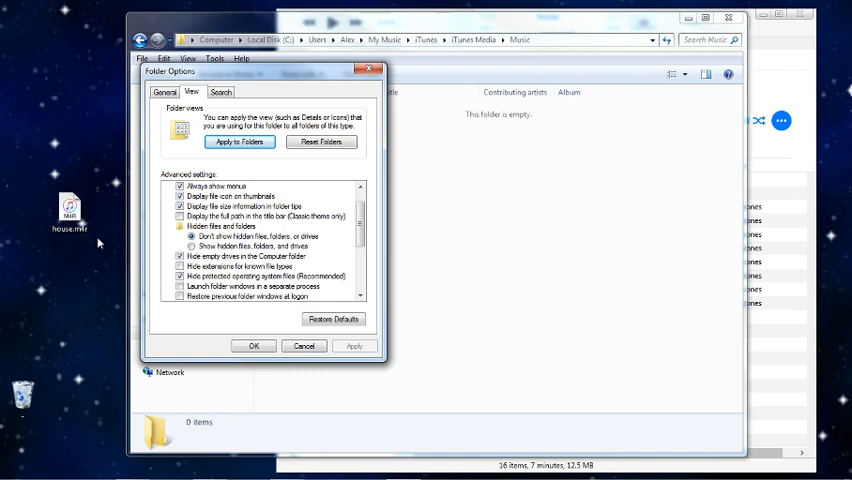 Computer Local Disk (C:) Users Alex My Music iTunes iTunes Media Music
Search Music
File Edit View Tools Help
Folder Options
General View Search
Folder views
You can apply the view (such as Details or Icons) that
you are using for this folder to all folders of this type.
Apply to Folders Reset Folders
Advanced settings:
Always show menus
Display file icon on thumbnails
Display file size information in folder tips
Display the full path in the title bar (Classic theme only)
Hidden files and folders
Don't show hidden files, folders, or drives
Show hidden files, folders, and drives
Hide empty drives in the Computer folder
Hide extensions for known file types
Hide protected operating system files (Recommended)
Launch folder windows in a separate process
Restore previous folder windows at logon
Restore Defaults
OK Cancel Apply
Contributing artists Album
This folder is empty.
M4R
house.m4r
Network
0 items
ones
ones
ones
ones
ones
ones
16 items, 7 minutes, 12.5 MB